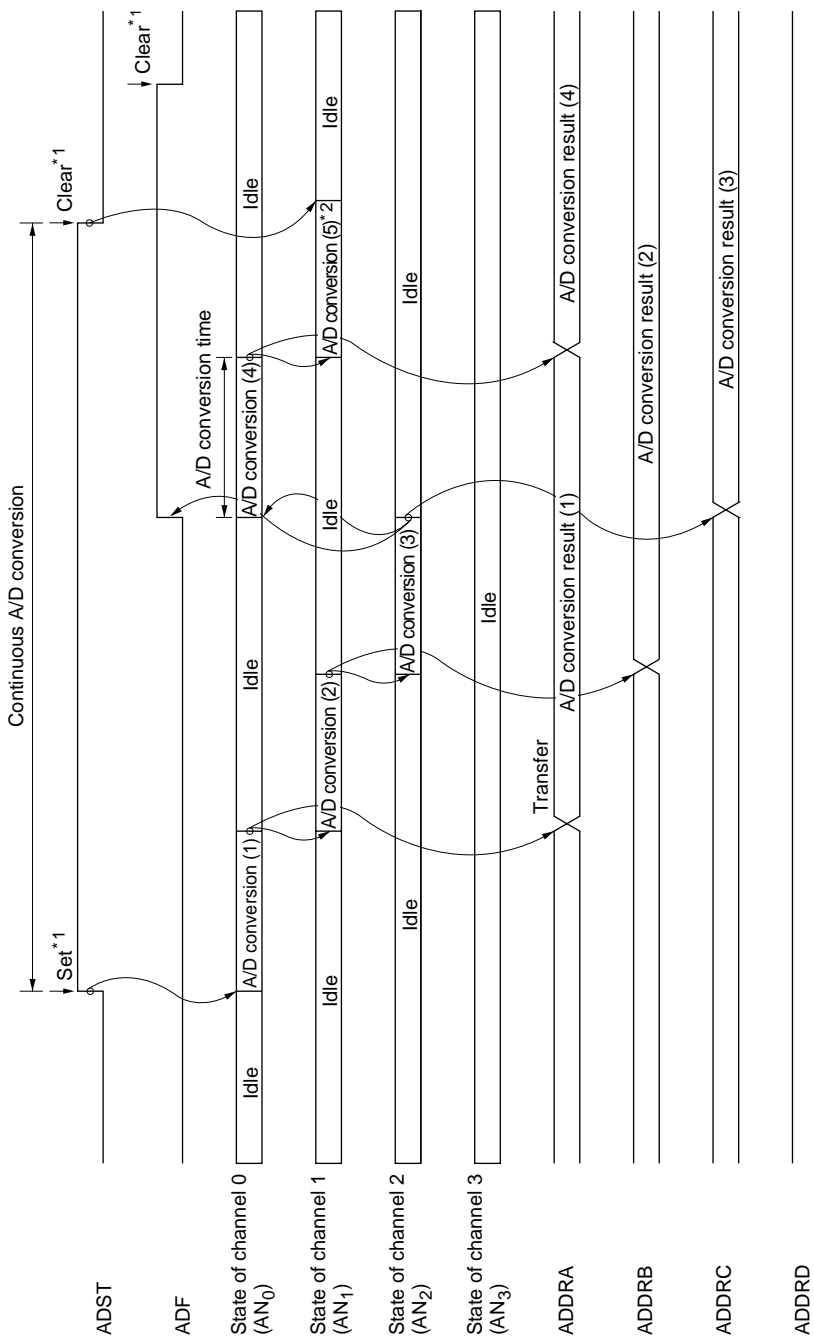 Continuous A/D conversion
Set*1
Clear*1
ADST
Clear*1
ADF
A/D conversion time
State of channel 0
(AN0)
Idle
A/D conversion (1)
Idle
A/D conversion (4)
Idle
State of channel 1
(AN1)
Idle
A/D conversion (2)
Idle
A/D conversion (5)*2
Idle
State of channel 2
(AN2)
Idle
A/D conversion (3)
Idle
State of channel 3
(AN3)
Idle
Transfer
ADDRA
A/D conversion result (1)
A/D conversion result (4)
ADDRB
A/D conversion result (2)
ADDRC
A/D conversion result (3)
ADDRD